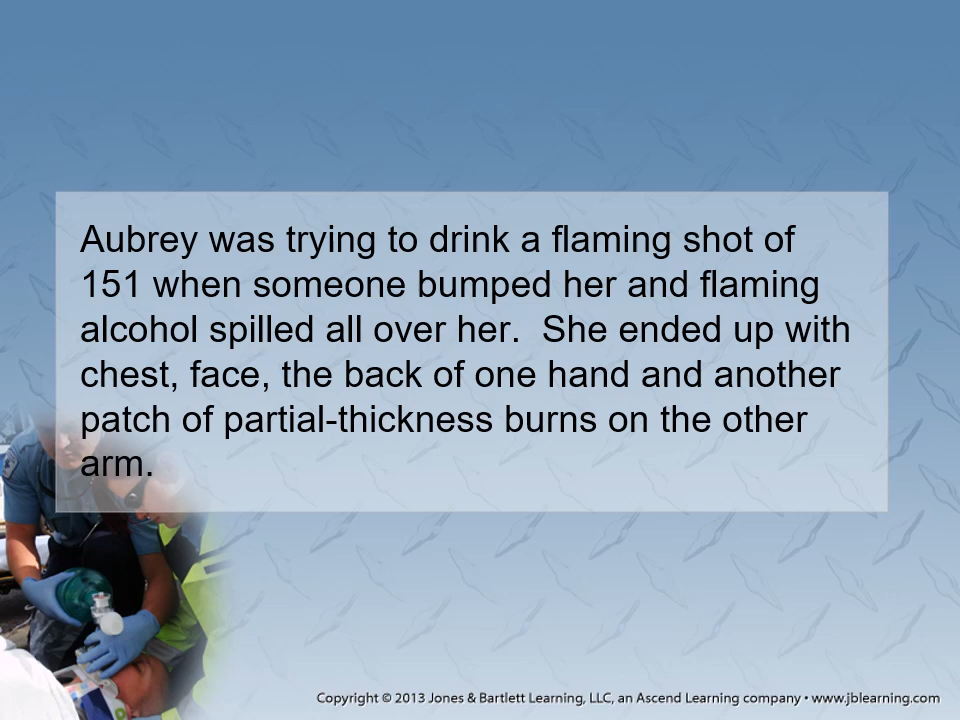 Aubrey was trying to drink a flaming shot of
151 when someone bumped her and flaming
alcohol spilled all over her.  She ended up with
chest, face, the back of one hand and another
patch of partial-thickness burns on the other
arm.
Copyright © 2013 Jones & Bartlett Learning, LLC, an Ascend Learning company • www.jblearning.com